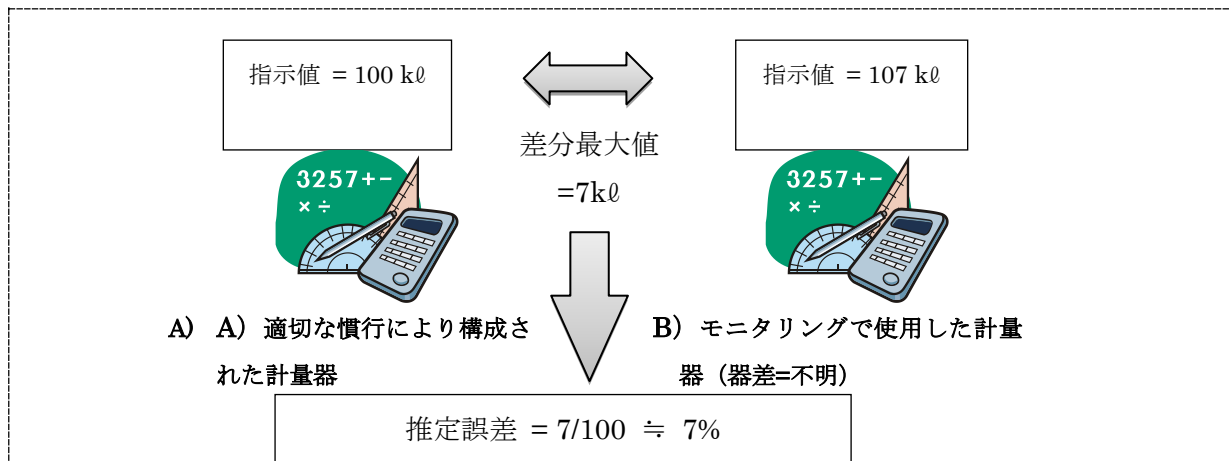 指示値 = 100 kℓ
指示値 = 107 kℓ
差分最大値
=7kℓ
3257+−
× ÷
3257+−
× ÷
A) A）適切な慣行により構成さ
れた計量器
B）モニタリングで使用した計量
器（器差=不明）
推定誤差 = 7/100 ≒ 7%